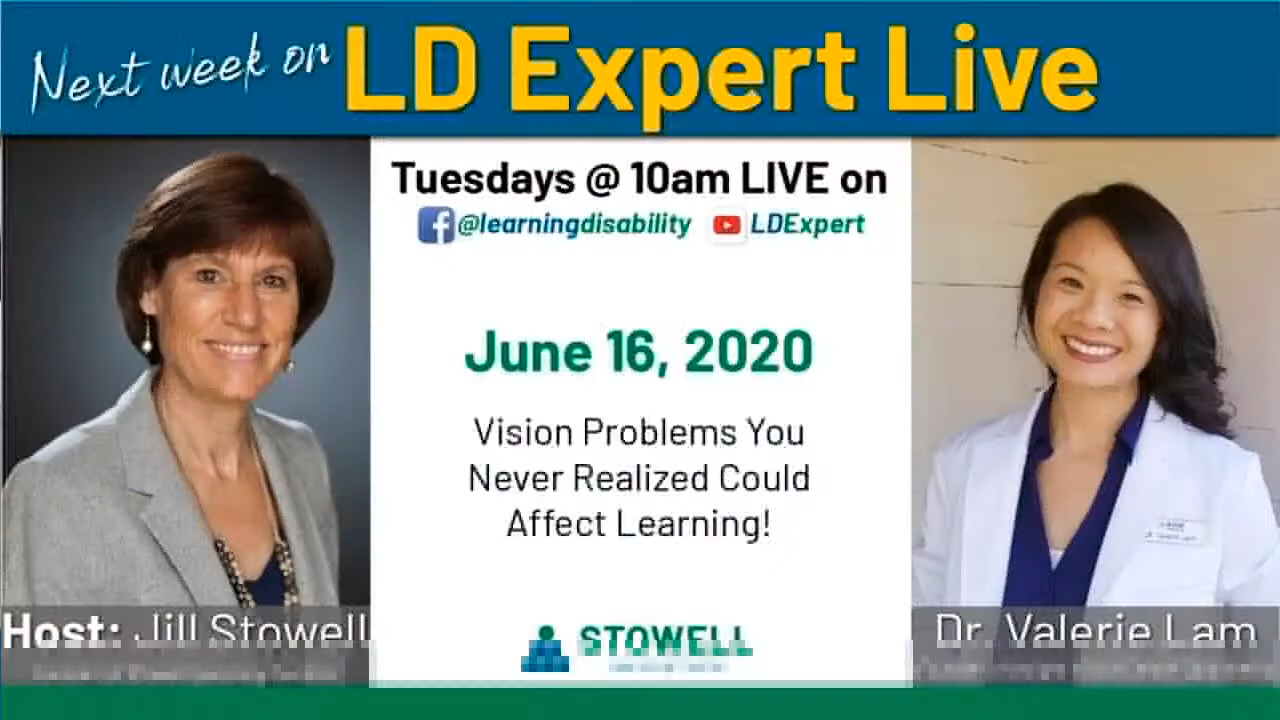 Next week on LD Expert Live
Tuesdays @ 10am LIVE on
@learningdisability LDExpert
June 16, 2020
Vision Problems You
Never Realized Could
Affect Learning!
STOWELL
Host: Jill Stowell
Dr. Valerie Lam